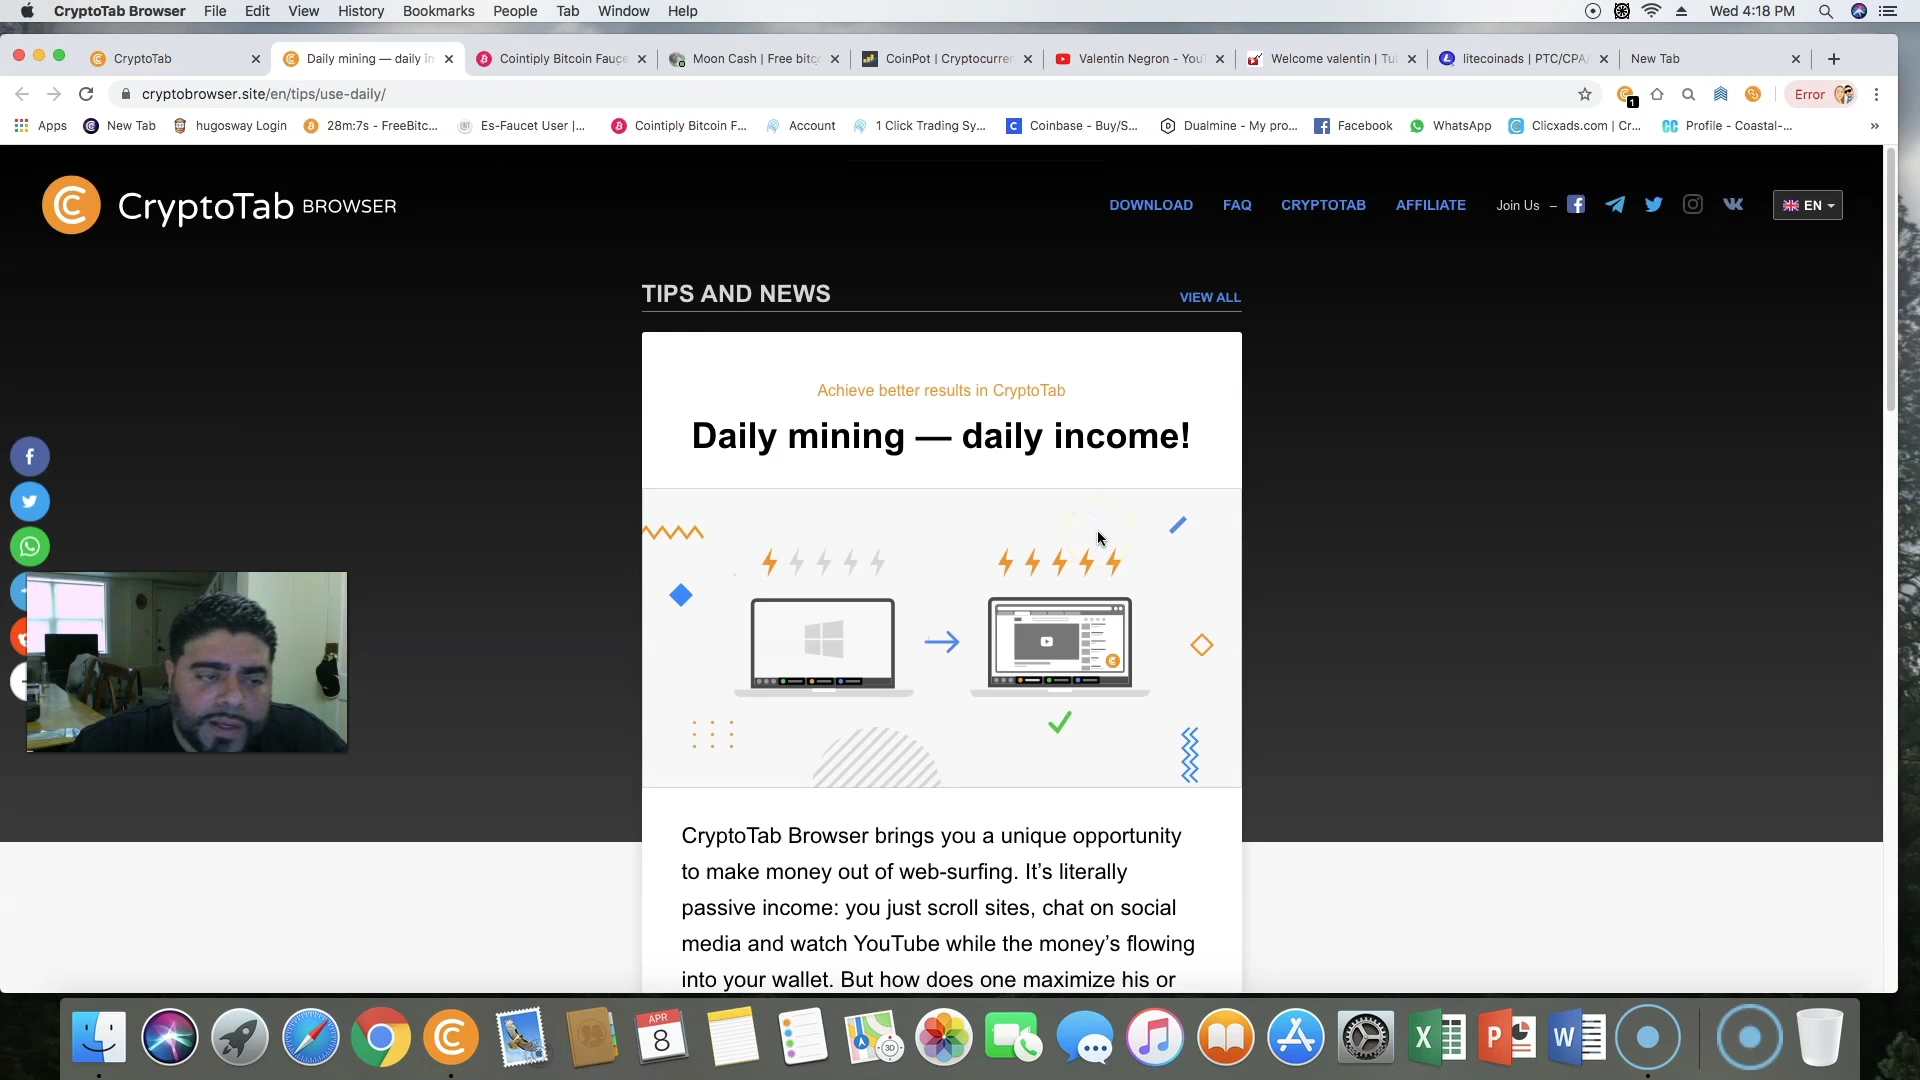 CryptoTab Browser File Edit View History Bookmarks People Tab Window Help Wed 4:18 PM
CryptoTab Daily mining — daily in Cointiply Bitcoin Fauce Moon Cash | Free bitc CoinPot | Cryptocurren Valentin Negron - You Welcome valentin | Tu litecoinads | PTC/CPA/ New Tab
cryptobrowser.site/en/tips/use-daily/ 1 Error
Apps New Tab hugosway Login 28m:7s - FreeBitc... Es-Faucet User |... Cointiply Bitcoin F... Account 1 Click Trading Sy... Coinbase - Buy/S... Dualmine - My pro... Facebook WhatsApp Clicxads.com | Cr... Profile - Coastal-... »
CryptoTab BROWSER DOWNLOAD FAQ CRYPTOTAB AFFILIATE Join Us – EN
TIPS AND NEWS VIEW ALL
Achieve better results in CryptoTab
Daily mining — daily income!
CryptoTab Browser brings you a unique opportunity
to make money out of web-surfing. It’s literally
passive income: you just scroll sites, chat on social
media and watch YouTube while the money’s flowing
into your wallet. But how does one maximize his or
APR
8
3D